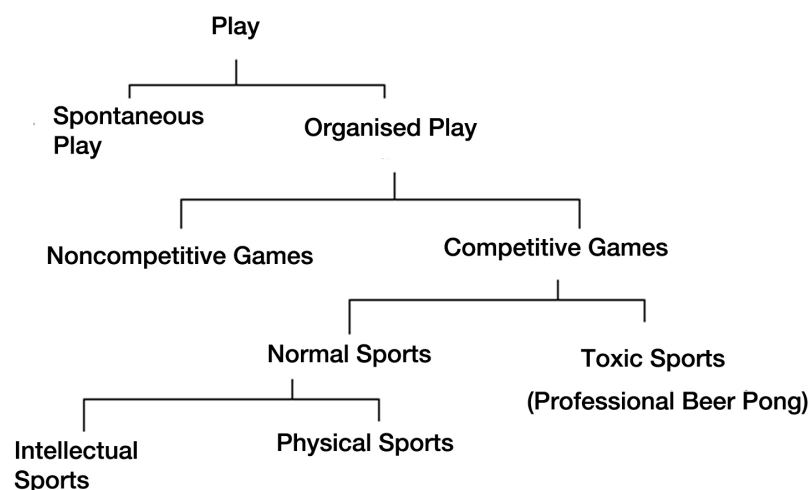 Play
Spontaneous
Play
Organised Play
Noncompetitive Games
Competitive Games
Normal Sports
Toxic Sports
(Professional Beer Pong)
Intellectual
Sports
Physical Sports